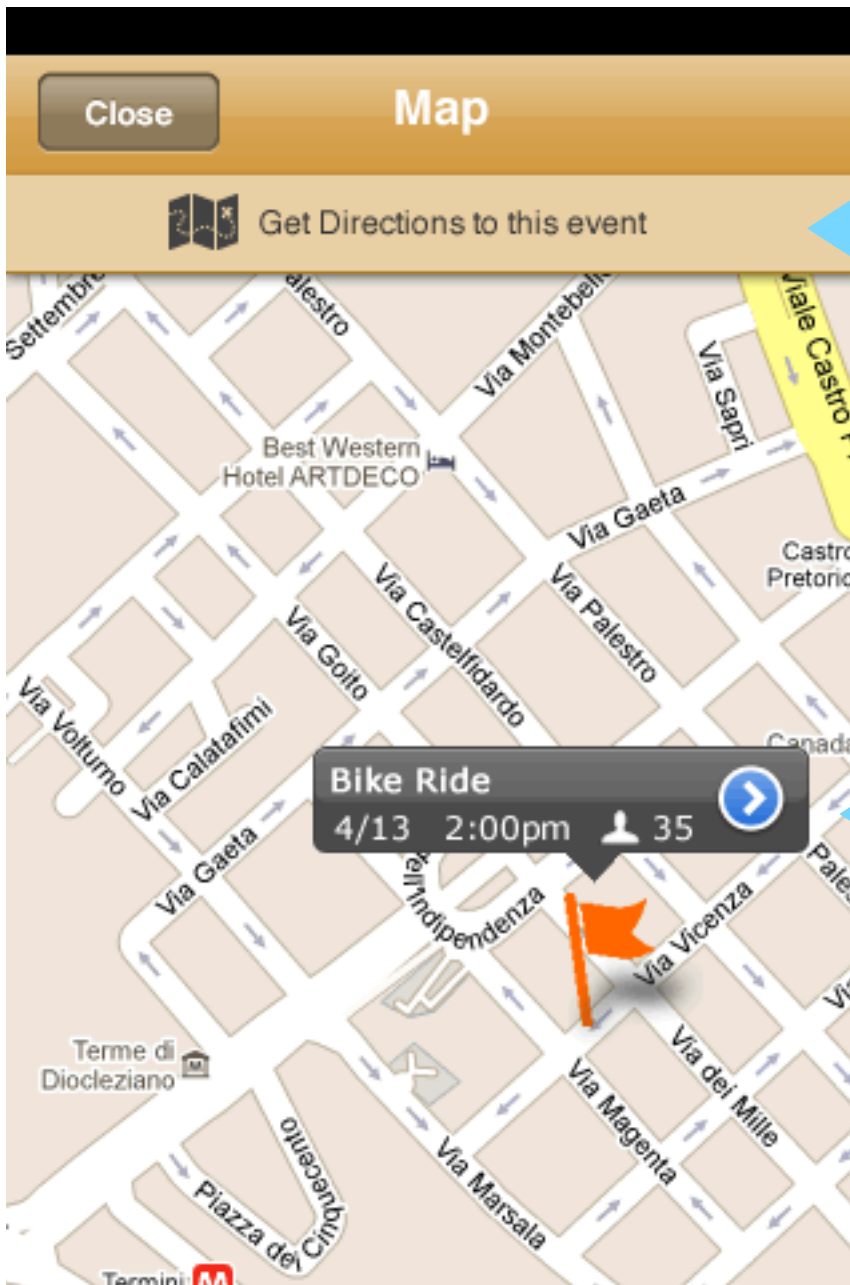 Close
Map
Get Directions to this event
Settembre
alestro
Via Montebello
Viale Castro P
Via Sapri
Best Western
Hotel ARTDECO
Via Gaeta
Castro
Pretorio
Via Castelfidardo
Via Palestro
Via Goito
Via Volturno
Via Calatafimi
Canada
Bike Ride
4/13 2:00pm 35
Via Gaeta
dell'Indipendenza
Pales
Via Vicenza
Via
Terme di
Diocleziano
M
Via dei Mille
Via Magenta
Cinquecento
Via Marsala
Piazza dei Cinquecento
Termini M